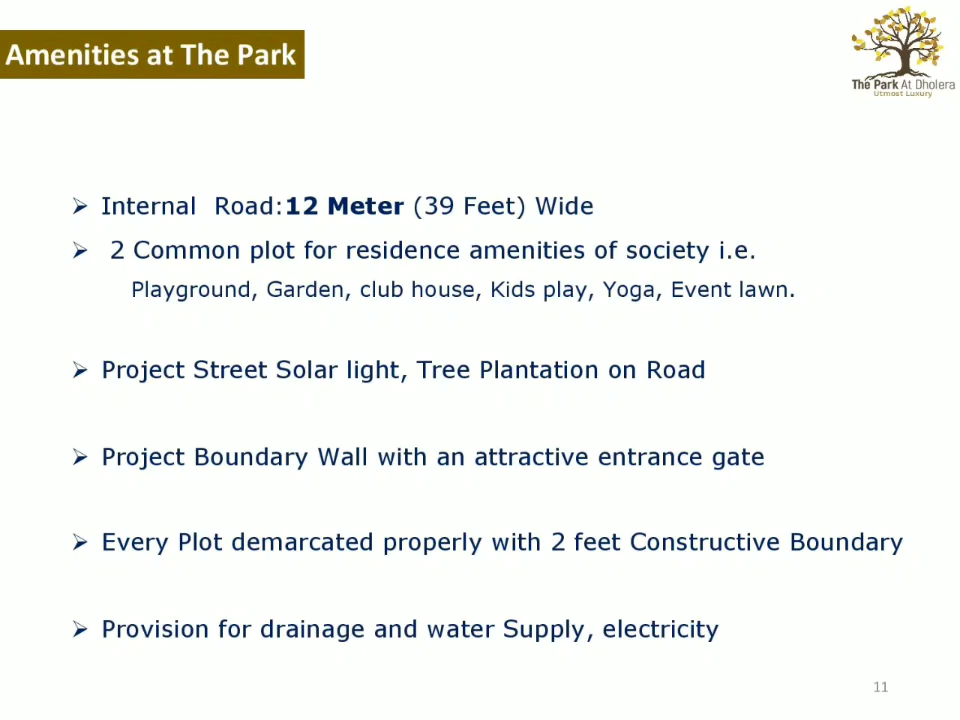 Amenities at The Park
The Park At Dholera
Utmost Luxury
➢ Internal Road:12 Meter (39 Feet) Wide
➢ 2 Common plot for residence amenities of society i.e.
Playground, Garden, club house, Kids play, Yoga, Event lawn.
➢ Project Street Solar light, Tree Plantation on Road
➢ Project Boundary Wall with an attractive entrance gate
➢ Every Plot demarcated properly with 2 feet Constructive Boundary
➢ Provision for drainage and water Supply, electricity
11